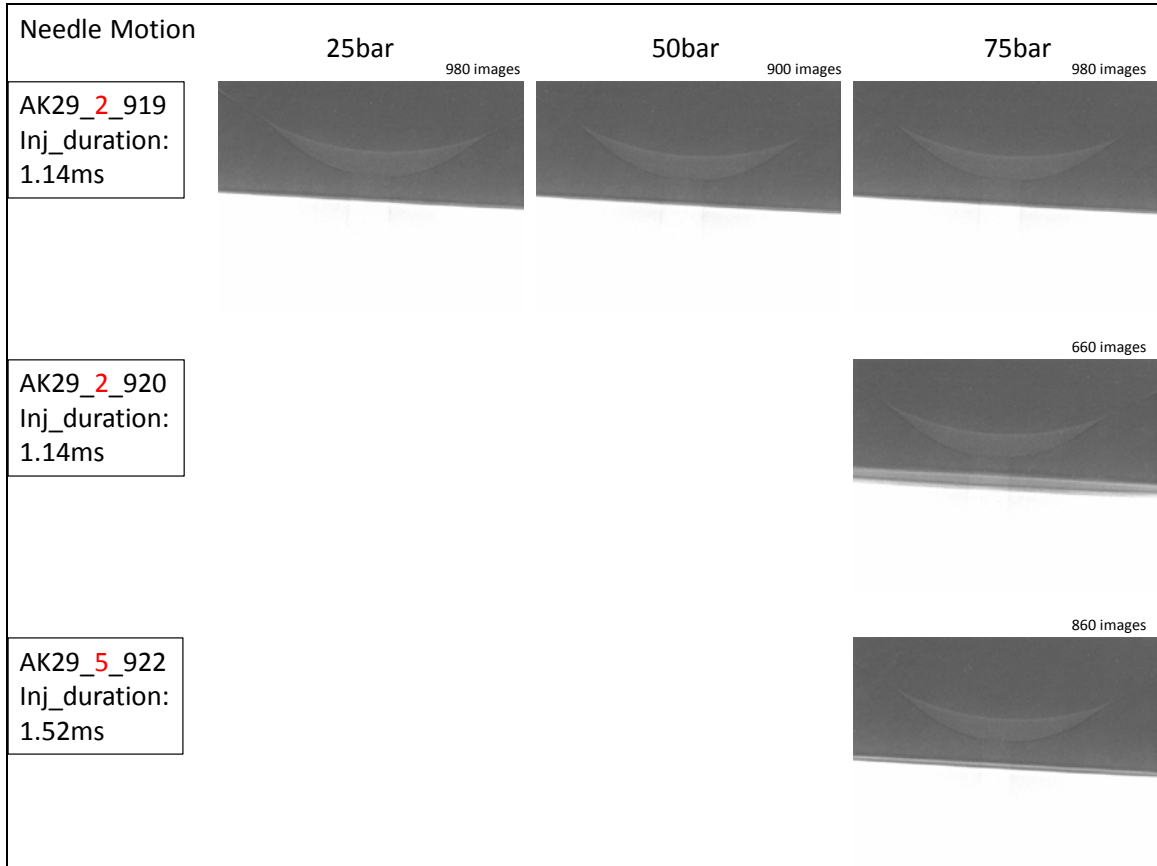 Needle Motion
25bar
50bar
75bar
980 images
900 images
980 images
AK29_2_919
Inj_duration:
1.14ms
660 images
AK29_2_920
Inj_duration:
1.14ms
860 images
AK29_5_922
Inj_duration:
1.52ms